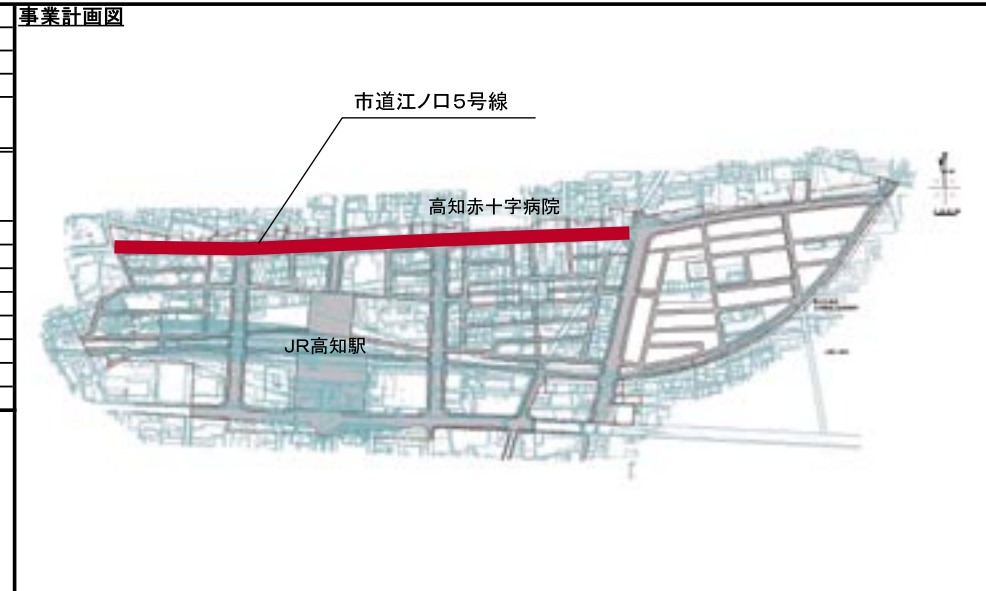 事業計画図
市道江ノ口５号線
高知赤十字病院
ＪＲ高知駅